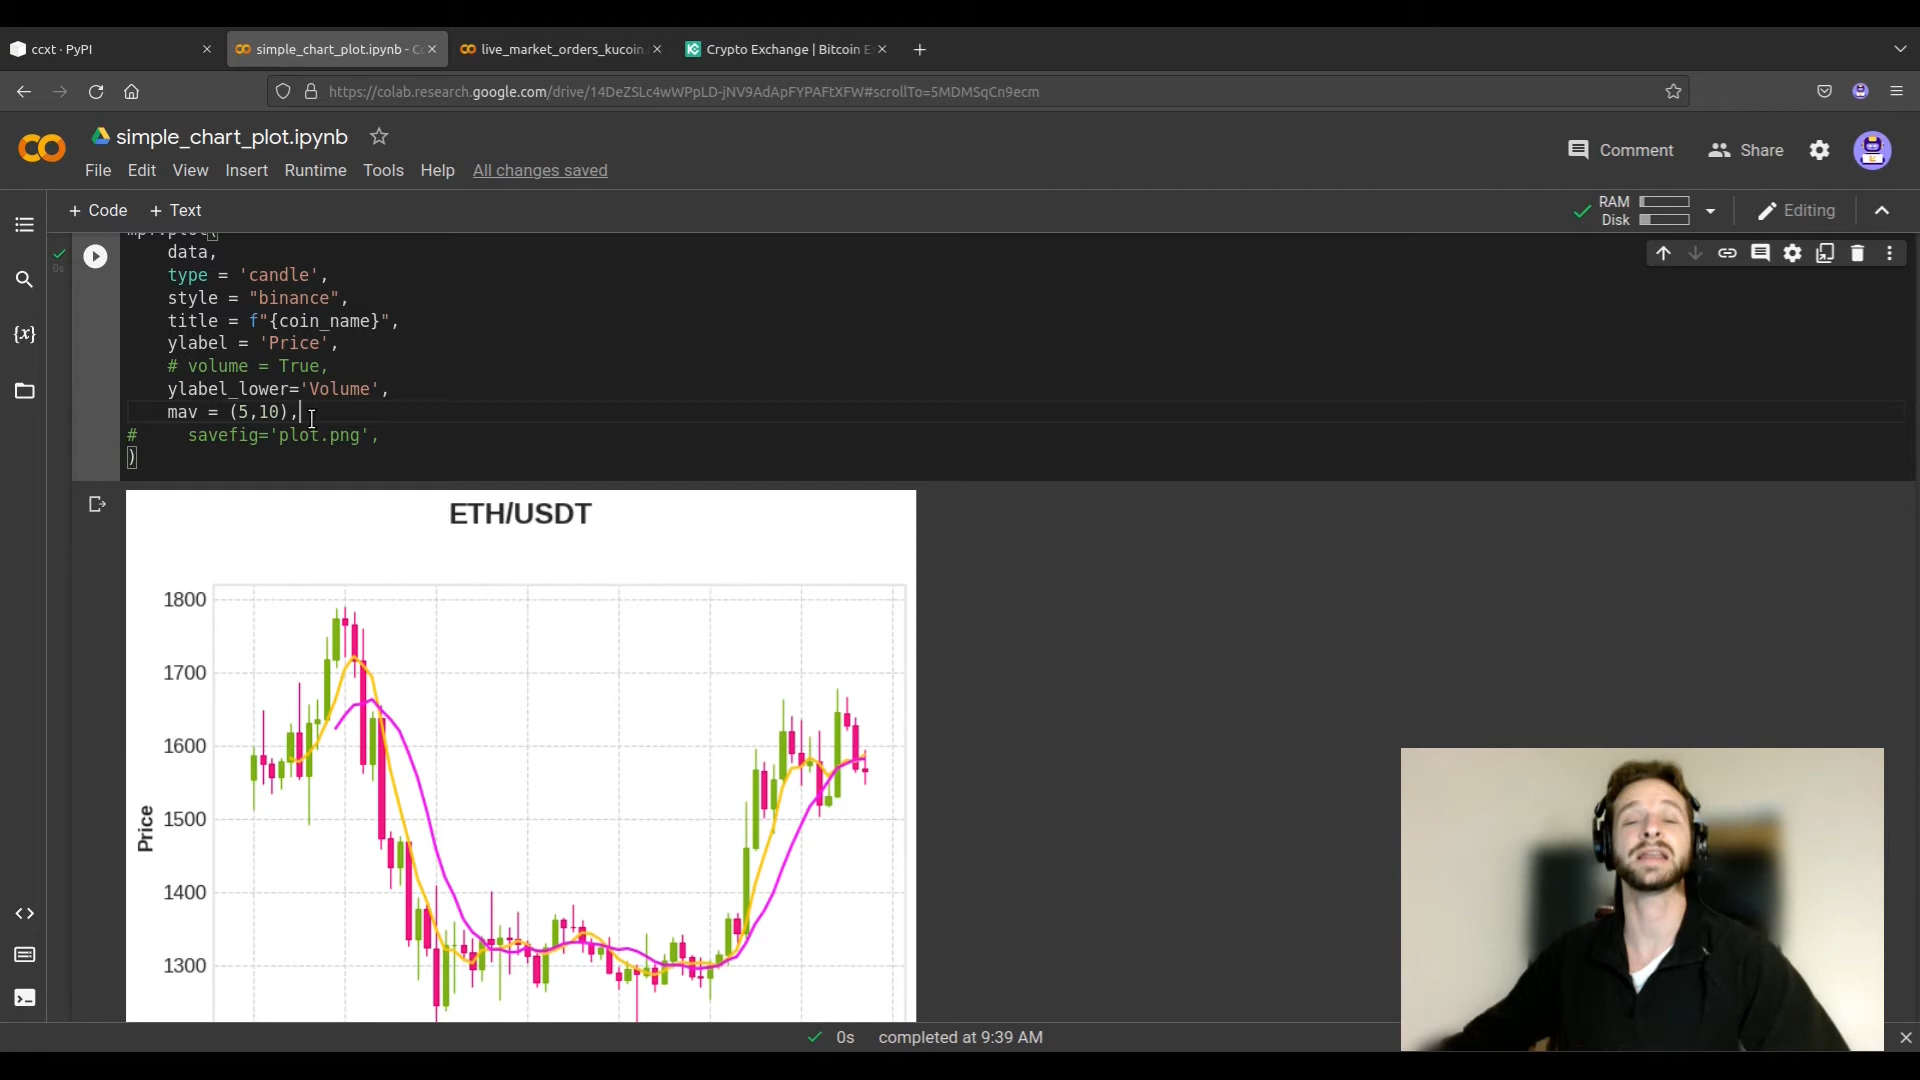 ccxt · PyPI
simple_chart_plot.ipynb - C
live_market_orders_kucoin
Crypto Exchange | Bitcoin E
https://colab.research.google.com/drive/14DeZSLc4wWPpLD-jNV9AdApFYPAFtXFW#scrollTo=5MDMSqCn9ecm
simple_chart_plot.ipynb
Comment
Share
File Edit View Insert Runtime Tools Help All changes saved
+ Code + Text
RAM
Disk
Editing
mpf.plot(
data,
0s
type = 'candle',
style = "binance",
title = f"{coin_name}",
ylabel = 'Price',
# volume = True,
ylabel_lower='Volume',
mav = (5,10),
# savefig='plot.png',
)
{x}
ETH/USDT
1800
1700
1600
1500
1400
1300
Price
0s completed at 9:39 AM